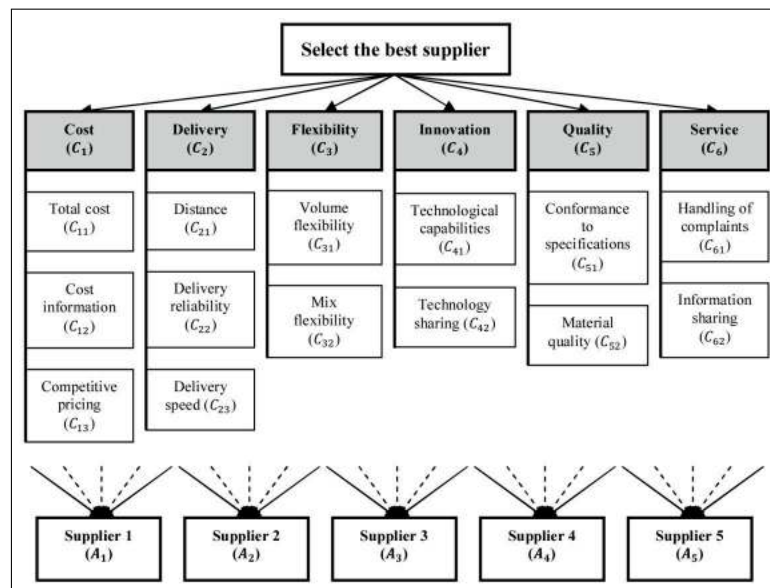 Select the best supplier
Cost
(C₁)
Delivery
(C₂)
Flexibility
(C₃)
Innovation
(C₄)
Quality
(C₅)
Service
(C₆)
Total cost
(C₁₁)
Cost
information
(C₁₂)
Competitive
pricing
(C₁₃)
Distance
(C₂₁)
Delivery
reliability
(C₂₂)
Delivery
speed (C₂₃)
Volume
flexibility
(C₃₁)
Mix
flexibility
(C₃₂)
Technological
capabilities
(C₄₁)
Technology
sharing (C₄₂)
Conformance
to
specifications
(C₅₁)
Material
quality (C₅₂)
Handling of
complaints
(C₆₁)
Information
sharing
(C₆₂)
Supplier 1
(A₁)
Supplier 2
(A₂)
Supplier 3
(A₃)
Supplier 4
(A₄)
Supplier 5
(A₅)